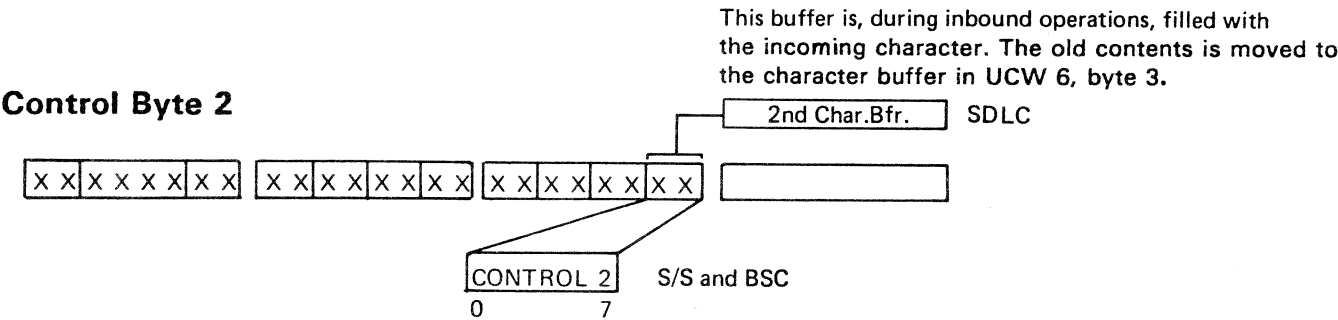 This buffer is, during inbound operations, filled with
the incoming character. The old contents is moved to
the character buffer in UCW 6, byte 3.
Control Byte 2
2nd Char.Bfr. SDLC
X X X X X X X X X X X X X X X X X X X X X X X X
CONTROL 2 S/S and BSC
0 7